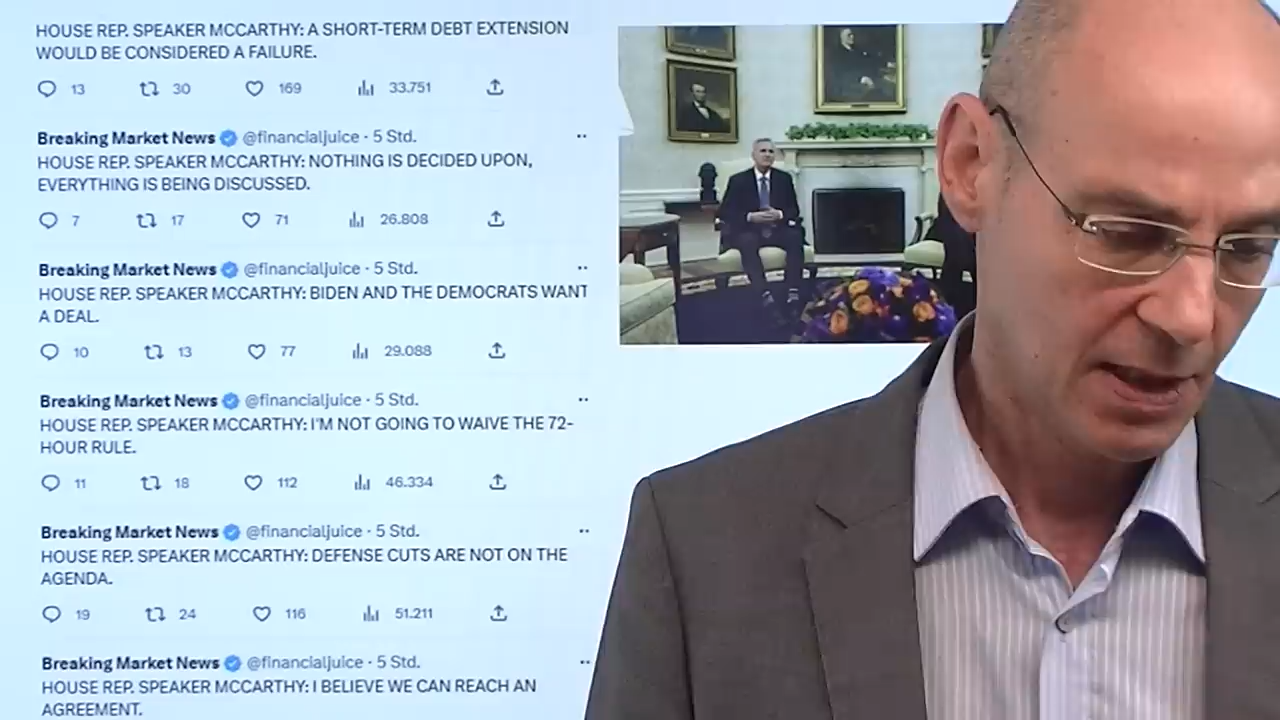 HOUSE REP. SPEAKER MCCARTHY: A SHORT-TERM DEBT EXTENSION
WOULD BE CONSIDERED A FAILURE.
13 30 169 33.751
Breaking Market News @financialjuice · 5 Std.
HOUSE REP. SPEAKER MCCARTHY: NOTHING IS DECIDED UPON,
EVERYTHING IS BEING DISCUSSED.
7 17 71 26.808
Breaking Market News @financialjuice · 5 Std.
HOUSE REP. SPEAKER MCCARTHY: BIDEN AND THE DEMOCRATS WANT
A DEAL.
10 13 77 29.088
Breaking Market News @financialjuice · 5 Std.
HOUSE REP. SPEAKER MCCARTHY: I'M NOT GOING TO WAIVE THE 72-
HOUR RULE.
11 18 112 46.334
Breaking Market News @financialjuice · 5 Std.
HOUSE REP. SPEAKER MCCARTHY: DEFENSE CUTS ARE NOT ON THE
AGENDA.
19 24 116 51.211
Breaking Market News @financialjuice · 5 Std.
HOUSE REP. SPEAKER MCCARTHY: I BELIEVE WE CAN REACH AN
AGREEMENT.